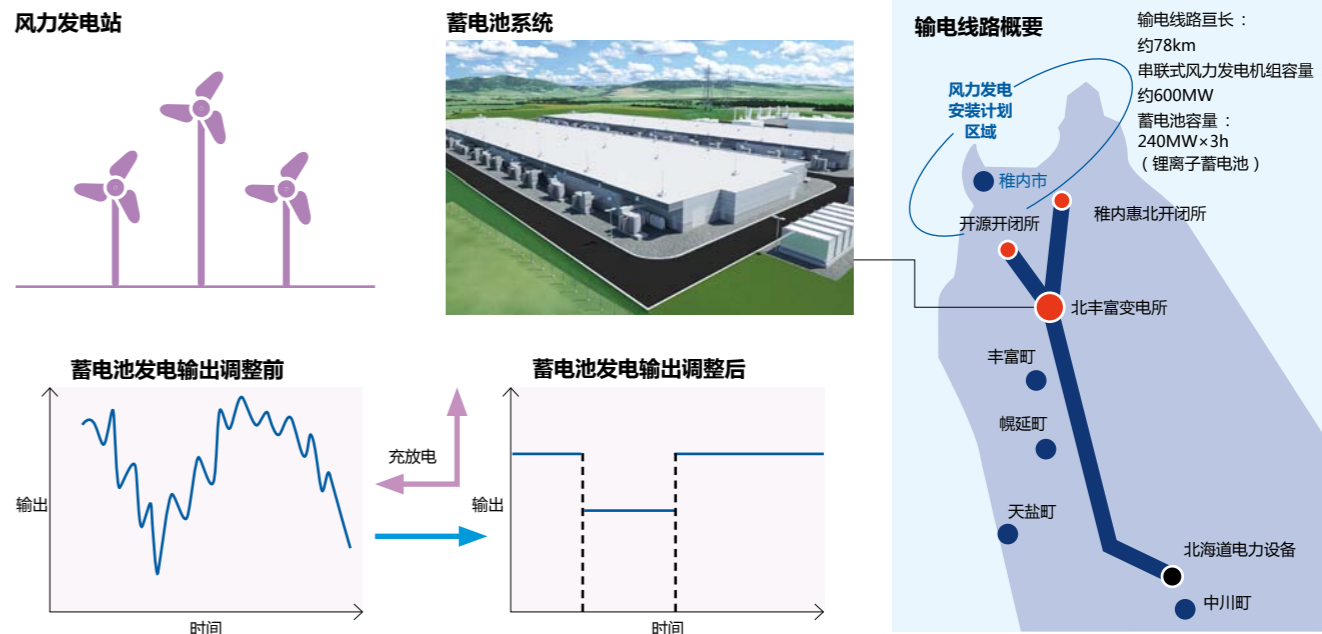 风力发电站
蓄电池系统
输电线路概要
输电线路亘长：
约78km
串联式风力发电机组容量
约600MW
蓄电池容量：
240MW×3h
（锂离子蓄电池）
风力发电
安装计划
区域
稚内市
稚内惠北开闭所
开源开闭所
北丰富变电所
丰富町
幌延町
天盐町
北海道电力设备
中川町
蓄电池发电输出调整前
输出
时间
充放电
蓄电池发电输出调整后
输出
时间